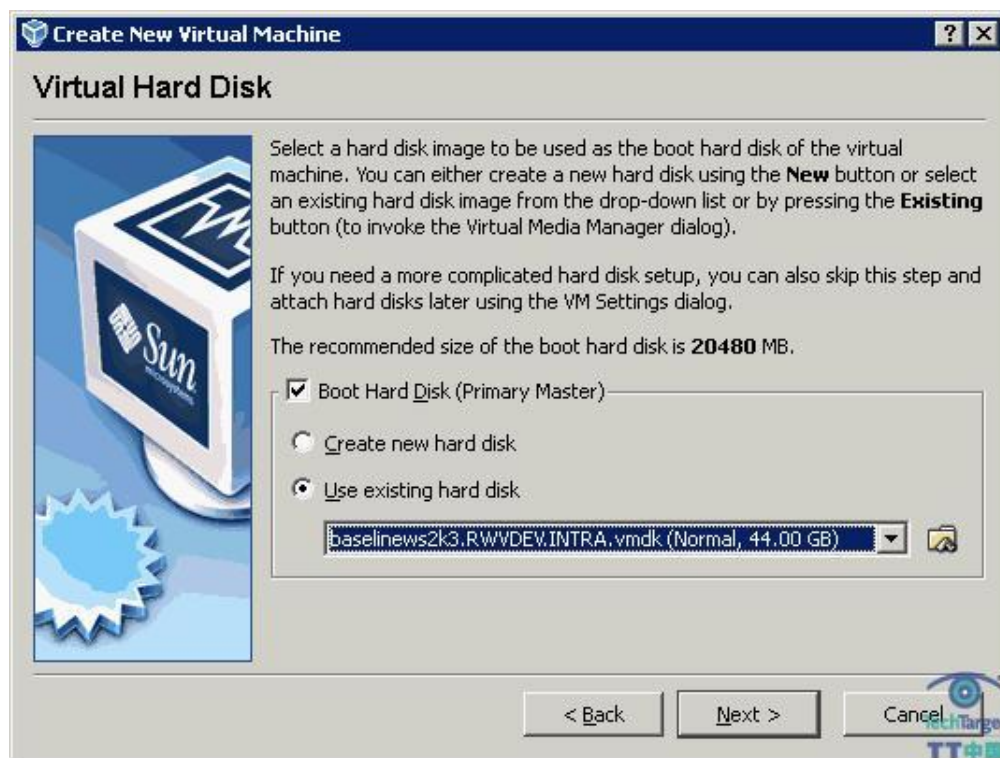 Create New Virtual Machine
Virtual Hard Disk
Select a hard disk image to be used as the boot hard disk of the virtual
machine. You can either create a new hard disk using the New button or select
an existing hard disk image from the drop-down list or by pressing the Existing
button (to invoke the Virtual Media Manager dialog).
If you need a more complicated hard disk setup, you can also skip this step and
attach hard disks later using the VM Settings dialog.
The recommended size of the boot hard disk is 20480 MB.
Sun
microsystems
Boot Hard Disk (Primary Master)
Create new hard disk
Use existing hard disk
baselinews2k3.RWVDEV.INTRA.vmdk (Normal, 44.00 GB)
< Back
Next >
Cancel
TechTarge
TT中国